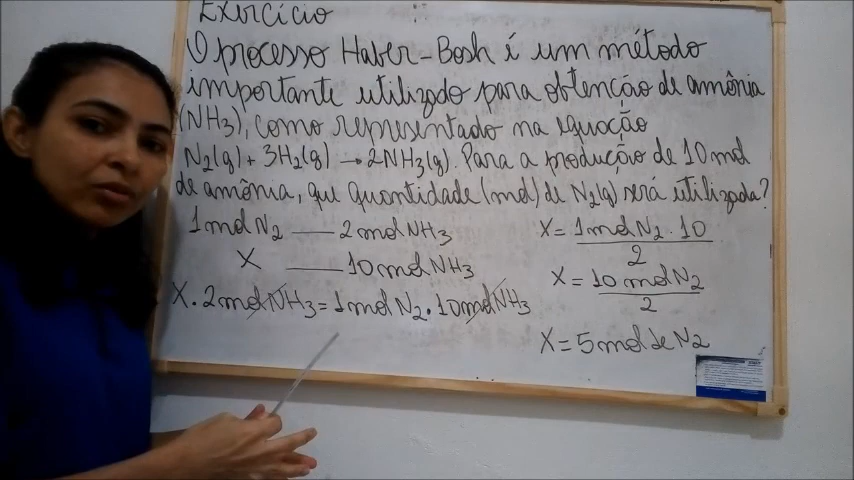 Exercício
O processo Haber-Bosh é um método
importante utilizado para obtenção de amônia
(NH3), como representado na equação
N2(g) + 3H2(g) → 2NH3(g). Para a produção de 10 mol
de amônia, que quantidade (mol) de N2(g) será utilizada?
1 mol N2 — 2 mol NH3
X — 10 mol NH3
X . 2 mol NH3 = 1 mol N2 . 10 mol NH3
X = 1 mol N2 . 10
2
X = 10 mol N2
2
X = 5 mol de N2